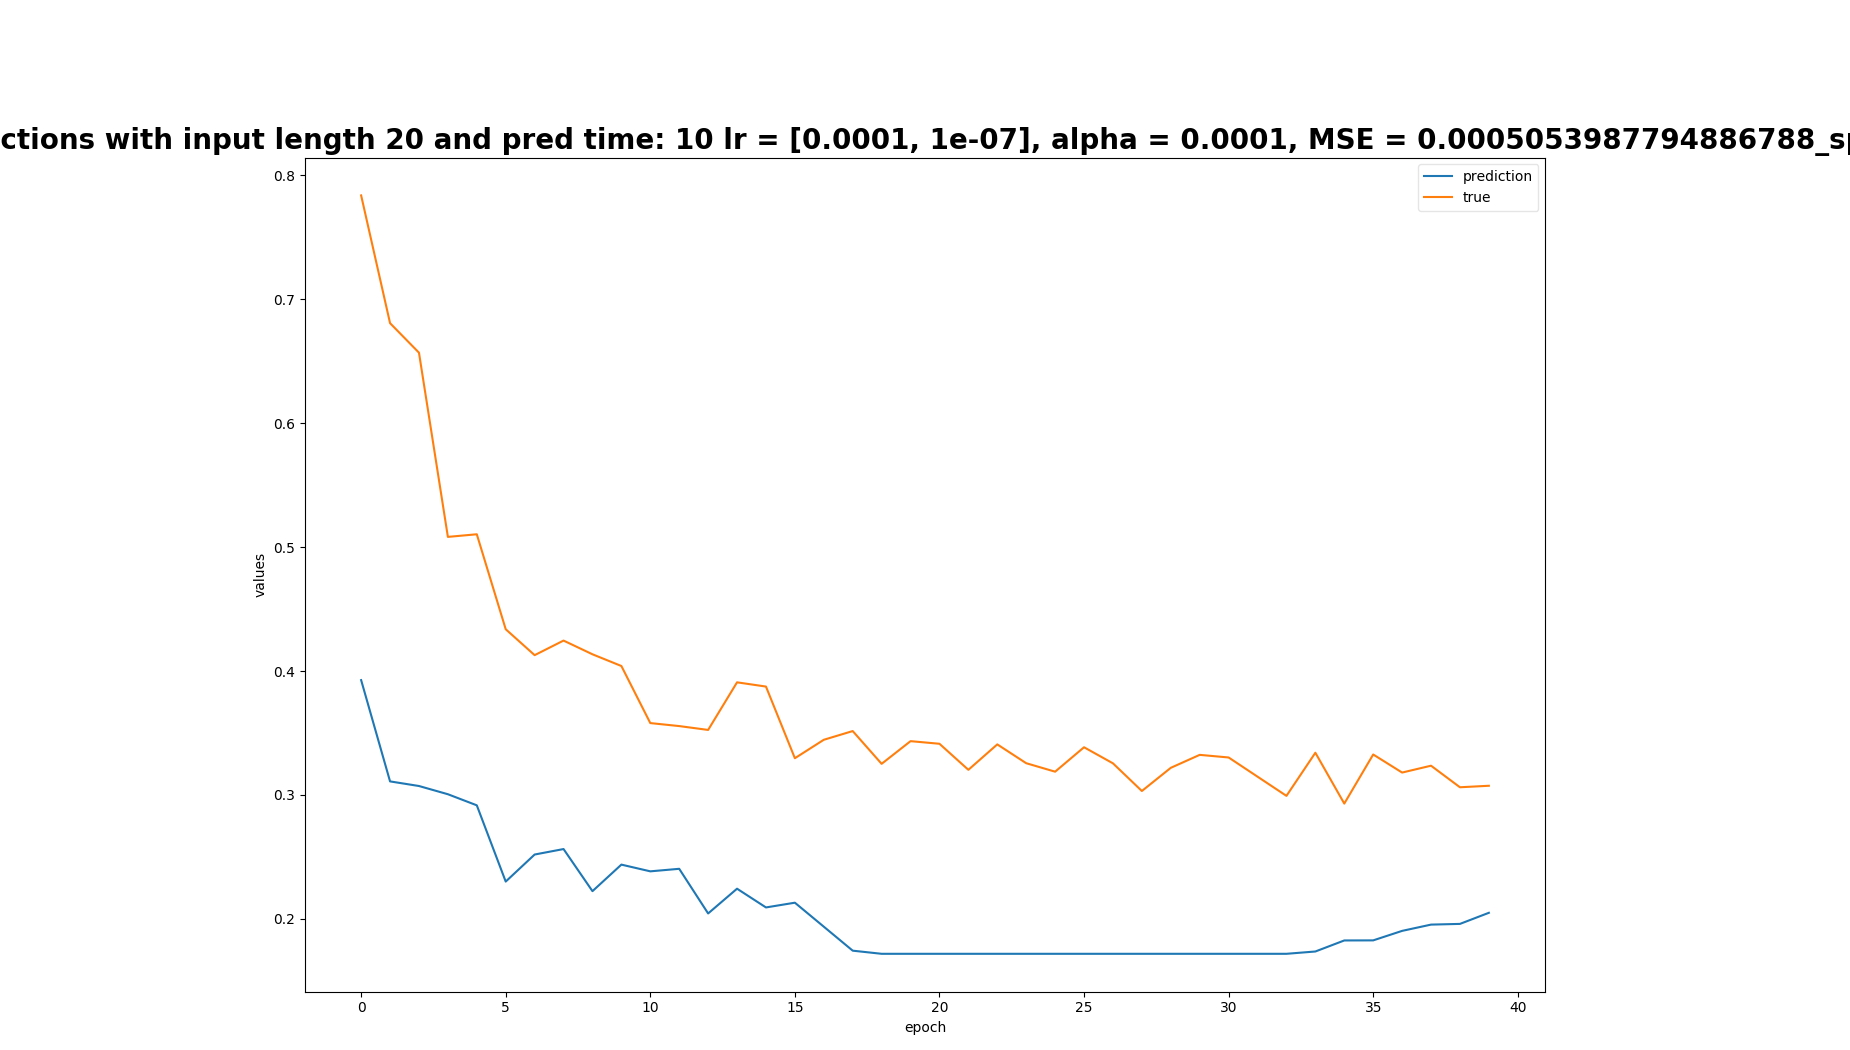 ctions with input length 20 and pred time: 10 lr = [0.0001, 1e-07], alpha = 0.0001, MSE = 0.0005053987794886788_sp
prediction
true
0.8
0.7
0.6
0.5
0.4
0.3
0.2
values
0 5 10 15 20 25 30 35 40
epoch